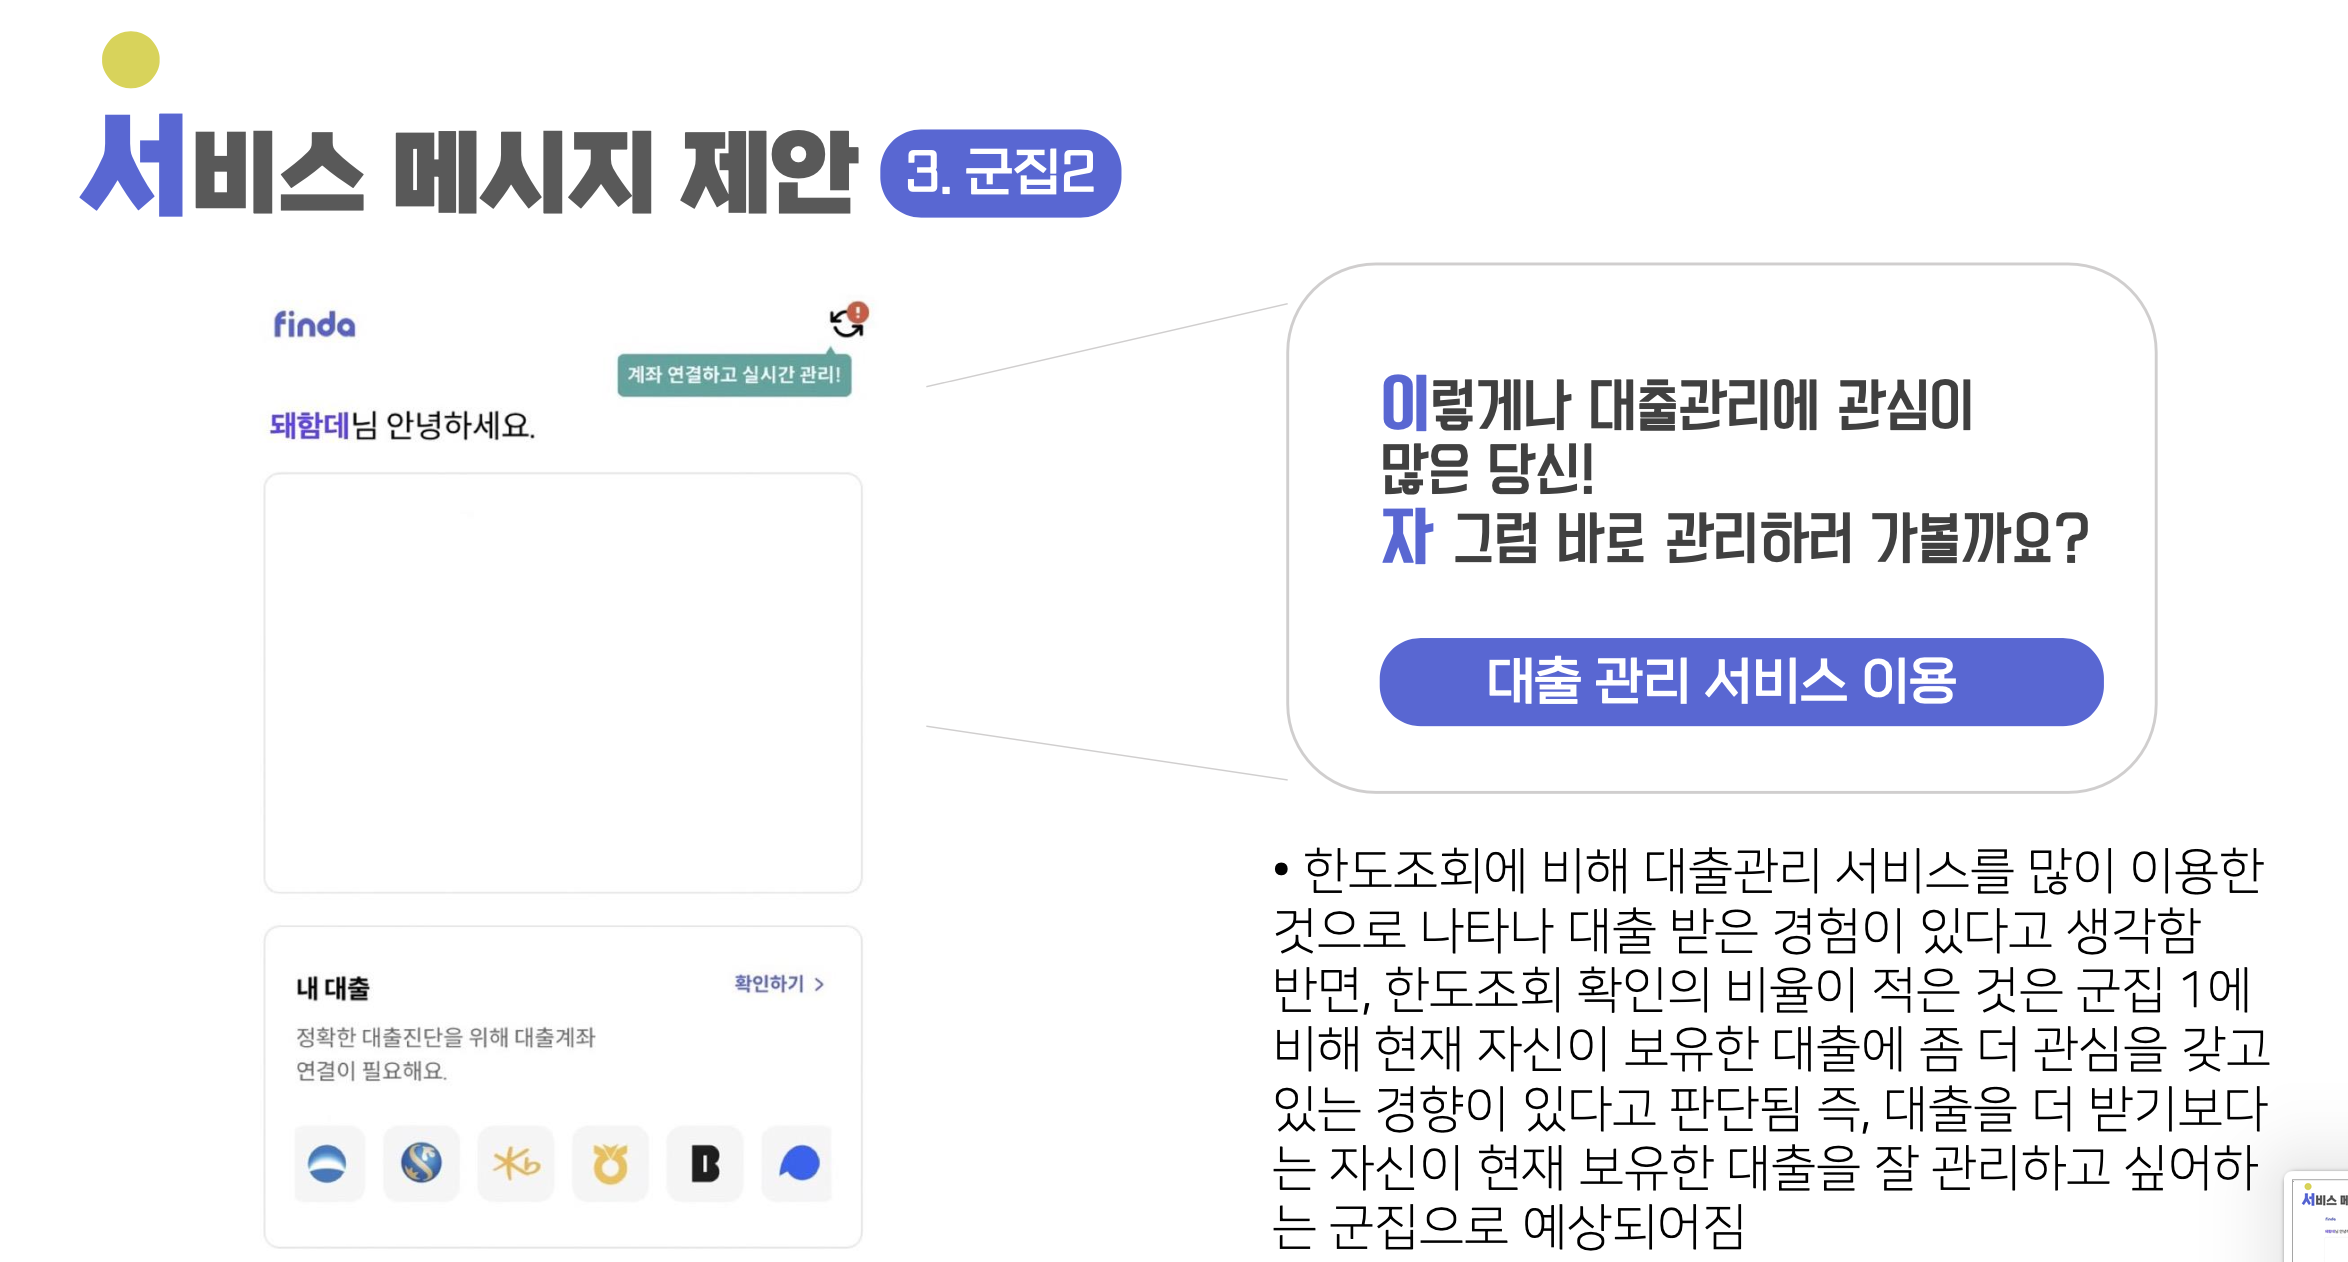 서비스 메시지 제안 3. 군집2
finda
계좌 연결하고 실시간 관리!
돼함데님 안녕하세요.
이렇게나 대출관리에 관심이
많은 당신!
자 그럼 바로 관리하러 가볼까요?
대출 관리 서비스 이용
내 대출
확인하기 >
정확한 대출진단을 위해 대출계좌
연결이 필요해요.
• 한도조회에 비해 대출관리 서비스를 많이 이용한
것으로 나타나 대출 받은 경험이 있다고 생각함
반면, 한도조회 확인의 비율이 적은 것은 군집 1에
비해 현재 자신이 보유한 대출에 좀 더 관심을 갖고
있는 경향이 있다고 판단됨 즉, 대출을 더 받기보다
는 자신이 현재 보유한 대출을 잘 관리하고 싶어하
는 군집으로 예상되어짐
서비스 메